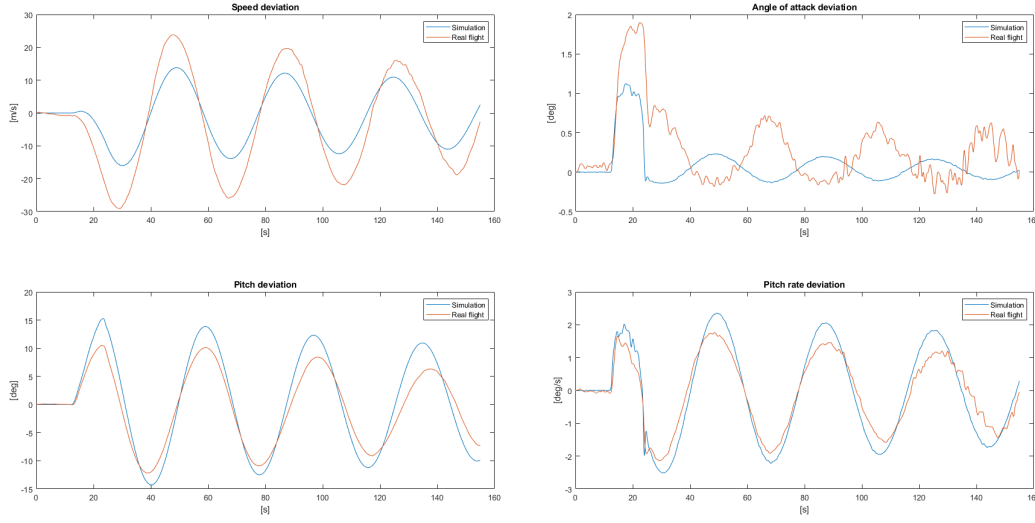 Speed deviation
30
20
10
0
-10
-20
-30
[m/s]
0 20 40 60 80 100 120 140 160
[s]
Simulation
Real flight
Angle of attack deviation
2
1.5
1
0.5
0
-0.5
[deg]
0 20 40 60 80 100 120 140 160
[s]
Simulation
Real flight
Pitch deviation
20
15
10
5
0
-5
-10
-15
[deg]
0 20 40 60 80 100 120 140 160
[s]
Simulation
Real flight
Pitch rate deviation
3
2
1
0
-1
-2
-3
[deg/s]
0 20 40 60 80 100 120 140 16
[s]
Simulation
Real flight